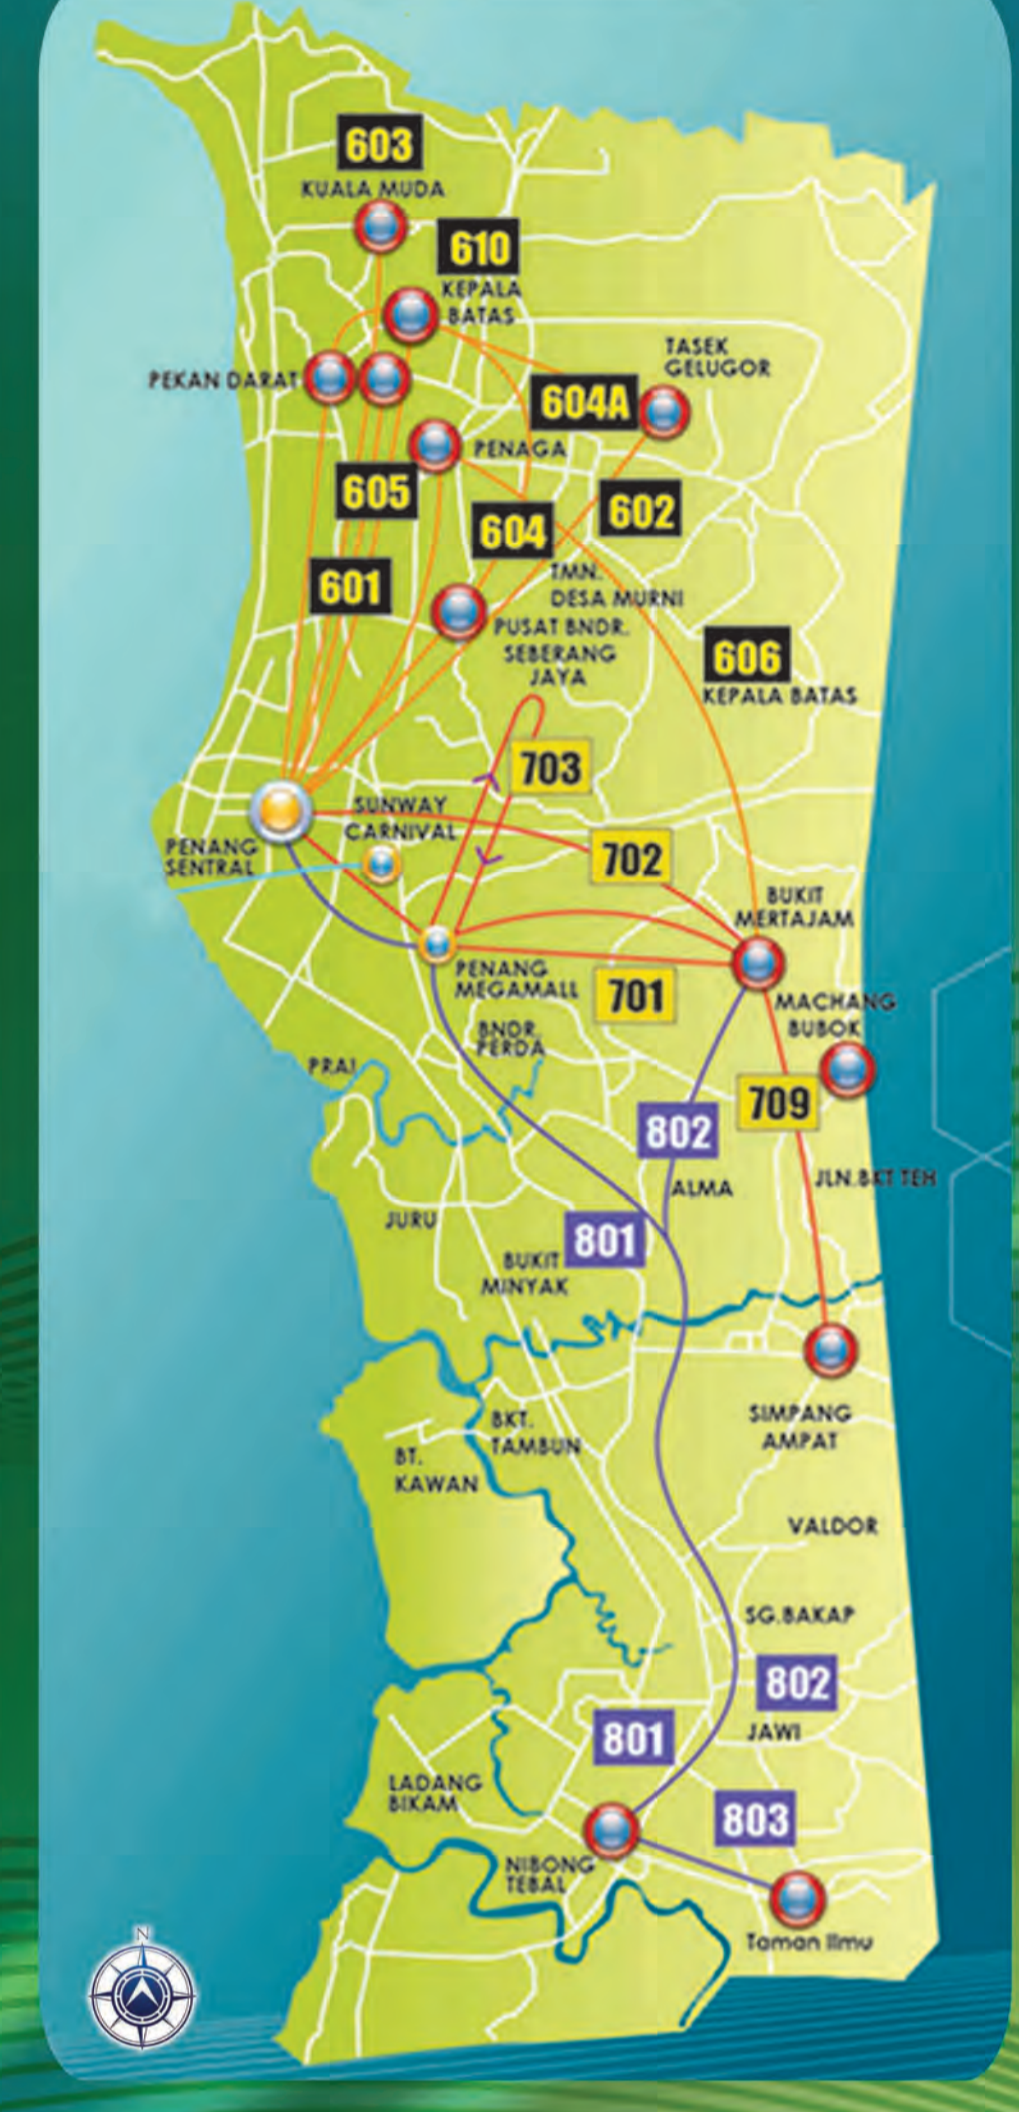 603
KUALA MUDA
610
KEPALA
BATAS
TASEK
GELUGOR
PEKAN DARAT
604A
PENAGA
605
602
604
601
TMN.
DESA MURNI
PUSAT BNDR.
SEBERANG
JAYA
606
KEPALA BATAS
703
SUNWAY
CARNIVAL
PENANG
SENTRAL
702
BUKIT
MERTAJAM
PENANG
MEGAMALL
701
MACHANG
BUBOK
BNDR.
PERDA
PRAI
709
802
ALMA
JLN.BKT TEH
JURU
801
BUKIT
MINYAK
SIMPANG
AMPAT
BKT.
TAMBUN
BT.
KAWAN
VALDOR
SG.BAKAP
802
JAWI
801
LADANG
BIKAM
803
NIBONG
TEBAL
Taman Ilmu
N